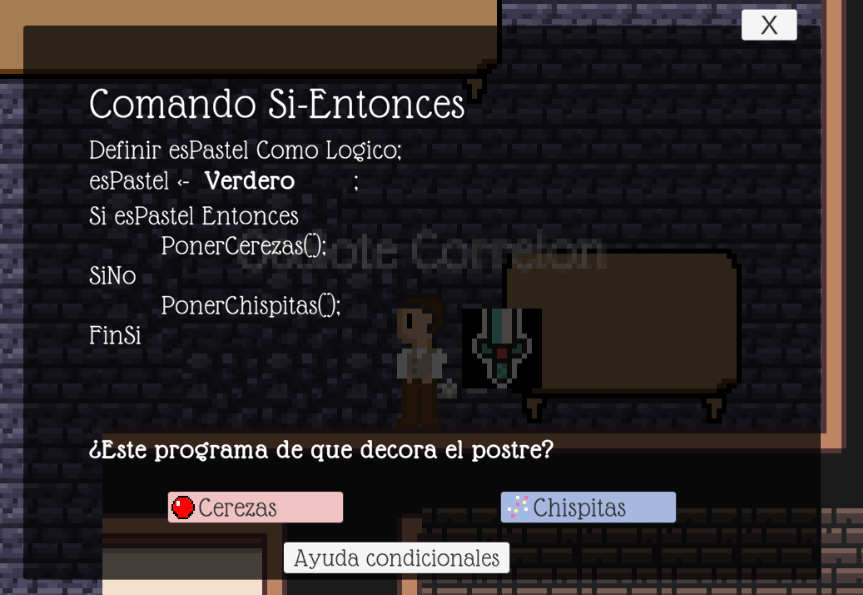 X
Comando Si-Entonces
Definir esPastel Como Logico;
esPastel <- Verdero ;
Si esPastel Entonces
PonerCerezas();
SiNo
PonerChispitas();
FinSi
¿Este programa de que decora el postre?
Cerezas
Chispitas
Ayuda condicionales